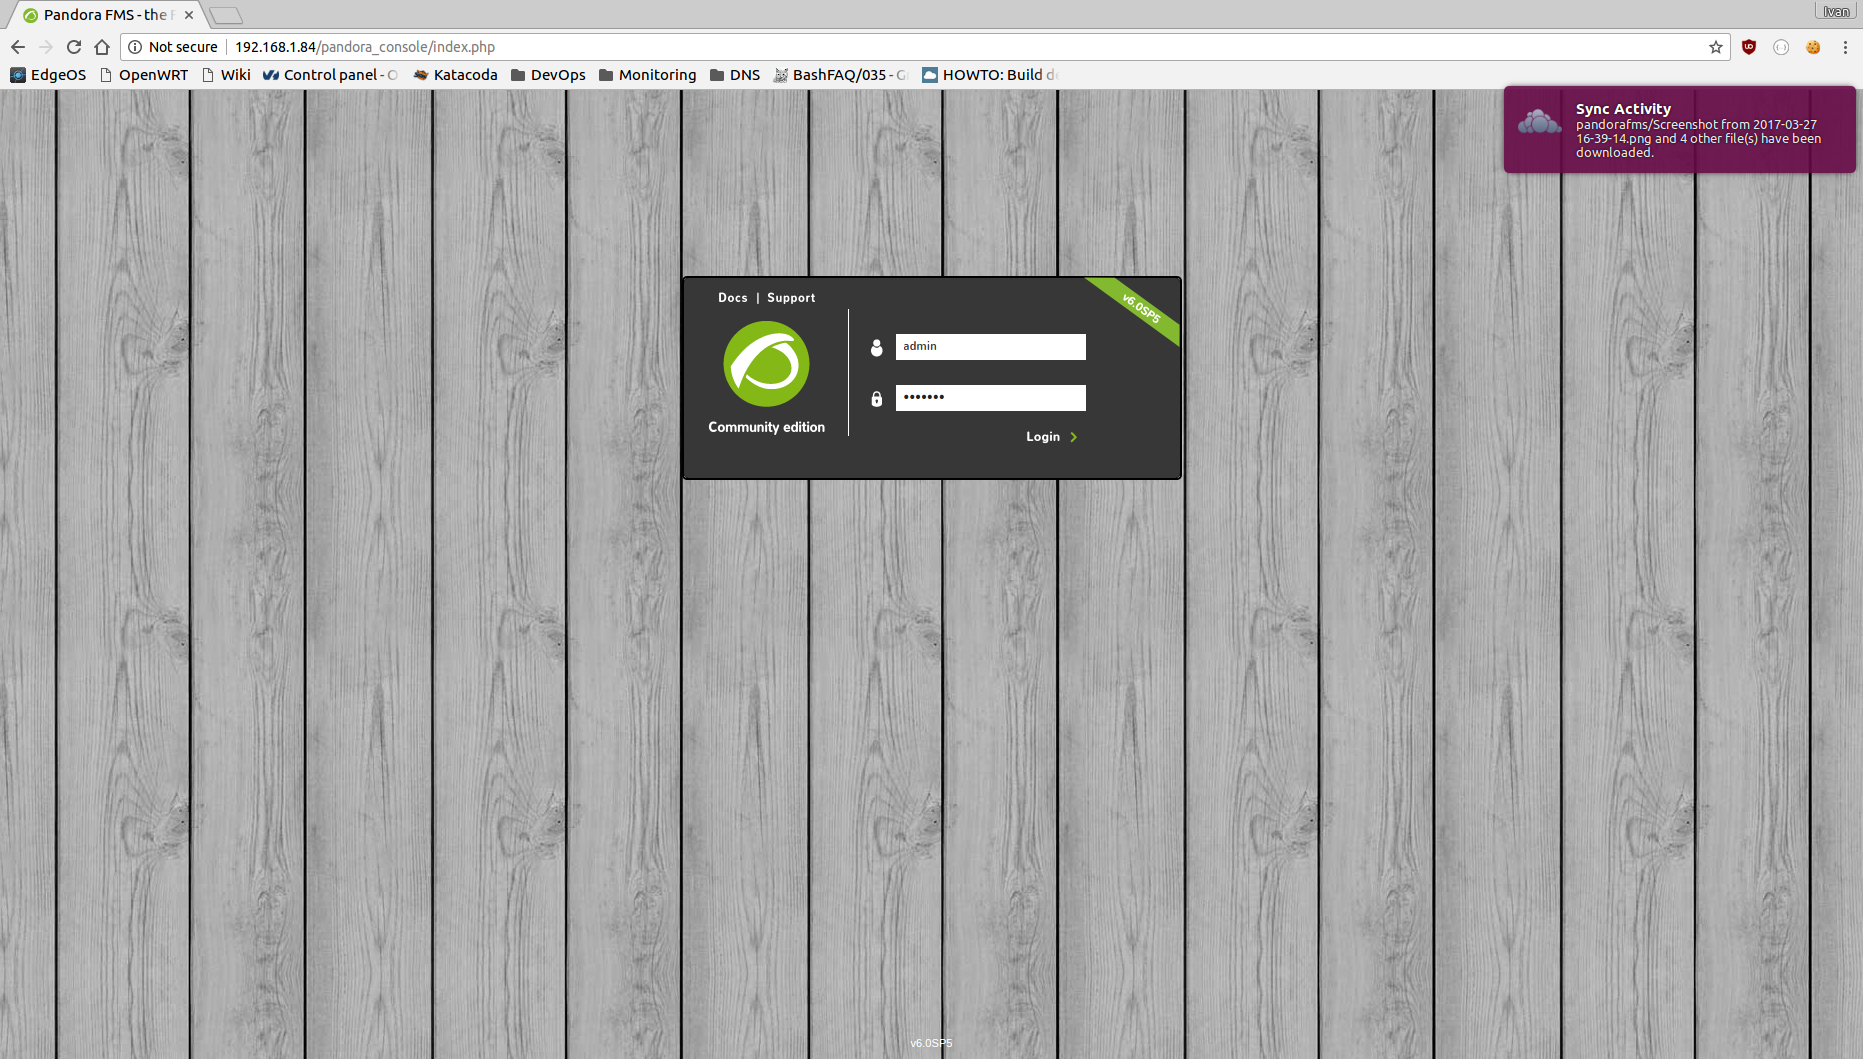 Pandora FMS - the F
Ivan
Not secure | 192.168.1.84/pandora_console/index.php
EdgeOS OpenWRT Wiki Control panel - O Katacoda DevOps Monitoring DNS BashFAQ/035 - G HOWTO: Build d
Sync Activity
pandorafms/Screenshot from 2017-03-27
16-39-14.png and 4 other file(s) have been
downloaded.
Docs | Support
v6.0SP5
admin
•••••••
Community edition
Login
v6.0SP5